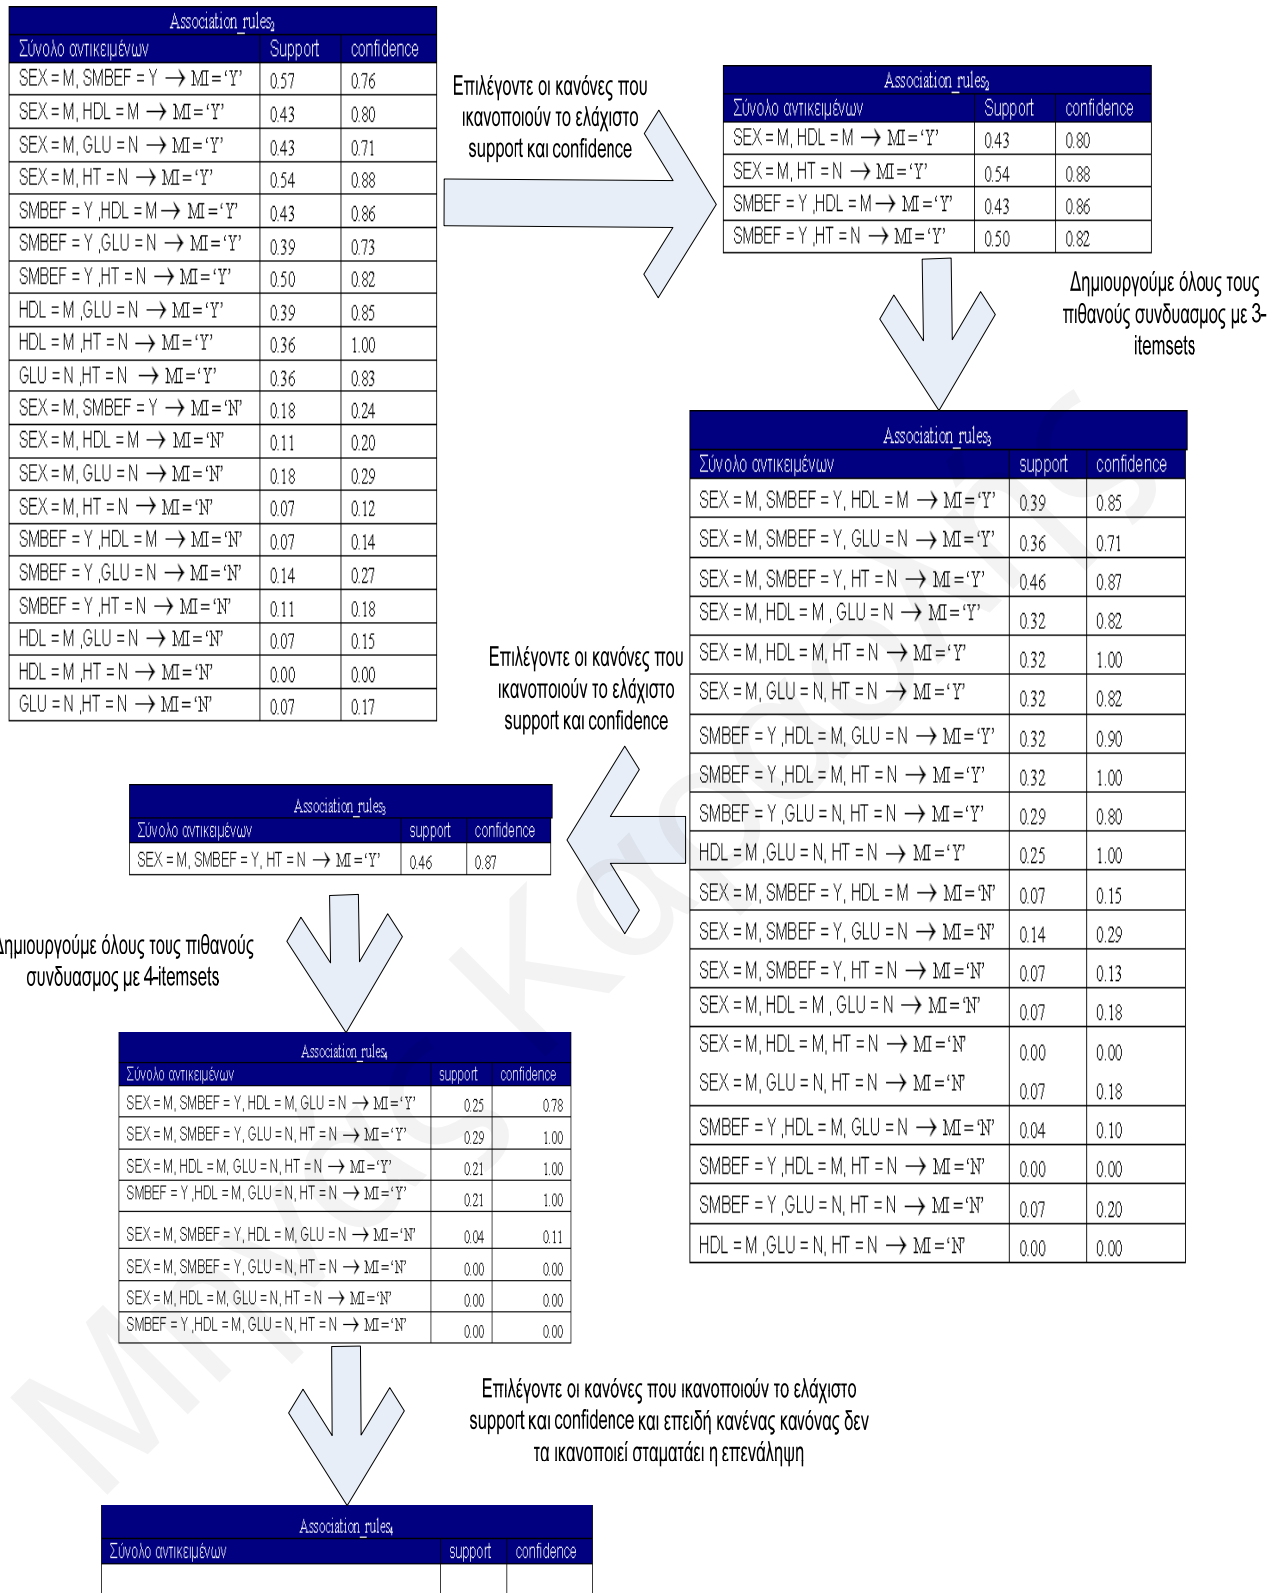 Association_rules₂
Σύνολο αντικειμένων Support confidence
SEX = M, SMBEF = Y → MI = ‘Y’ 0.57 0.76
SEX = M, HDL = M → MI = ‘Y’ 0.43 0.80
SEX = M, GLU = N → MI = ‘Y’ 0.43 0.71
SEX = M, HT = N → MI = ‘Y’ 0.54 0.88
SMBEF = Y ,HDL = M → MI = ‘Y’ 0.43 0.86
SMBEF = Y ,GLU = N → MI = ‘Y’ 0.39 0.73
SMBEF = Y ,HT = N → MI = ‘Y’ 0.50 0.82
HDL = M ,GLU = N → MI = ‘Y’ 0.39 0.85
HDL = M ,HT = N → MI = ‘Y’ 0.36 1.00
GLU = N ,HT = N → MI = ‘Y’ 0.36 0.83
SEX = M, SMBEF = Y → MI = ‘N’ 0.18 0.24
SEX = M, HDL = M → MI = ‘N’ 0.11 0.20
SEX = M, GLU = N → MI = ‘N’ 0.18 0.29
SEX = M, HT = N → MI = ‘N’ 0.07 0.12
SMBEF = Y ,HDL = M → MI = ‘N’ 0.07 0.14
SMBEF = Y ,GLU = N → MI = ‘N’ 0.14 0.27
SMBEF = Y ,HT = N → MI = ‘N’ 0.11 0.18
HDL = M ,GLU = N → MI = ‘N’ 0.07 0.15
HDL = M ,HT = N → MI = ‘N’ 0.00 0.00
GLU = N ,HT = N → MI = ‘N’ 0.07 0.17
Επιλέγοντε οι κανόνες που
ικανοποιούν το ελάχιστο
support και confidence
Association_rules₂
Σύνολο αντικειμένων Support confidence
SEX = M, HDL = M → MI = ‘Y’ 0.43 0.80
SEX = M, HT = N → MI = ‘Y’ 0.54 0.88
SMBEF = Y ,HDL = M → MI = ‘Y’ 0.43 0.86
SMBEF = Y ,HT = N → MI = ‘Y’ 0.50 0.82
Δημιουργούμε όλους τους
πιθανούς συνδυασμος με 3-
itemsets
Association_rules₃
Σύνολο αντικειμένων support confidence
SEX = M, SMBEF = Y, HDL = M → MI = ‘Y’ 0.39 0.85
SEX = M, SMBEF = Y, GLU = N → MI = ‘Y’ 0.36 0.71
SEX = M, SMBEF = Y, HT = N → MI = ‘Y’ 0.46 0.87
SEX = M, HDL = M , GLU = N → MI = ‘Y’ 0.32 0.82
SEX = M, HDL = M, HT = N → MI = ‘Y’ 0.32 1.00
SEX = M, GLU = N, HT = N → MI = ‘Y’ 0.32 0.82
SMBEF = Y ,HDL = M, GLU = N → MI = ‘Y’ 0.32 0.90
SMBEF = Y ,HDL = M, HT = N → MI = ‘Y’ 0.32 1.00
SMBEF = Y ,GLU = N, HT = N → MI = ‘Y’ 0.29 0.80
HDL = M ,GLU = N, HT = N → MI = ‘Y’ 0.25 1.00
SEX = M, SMBEF = Y, HDL = M → MI = ‘N’ 0.07 0.15
SEX = M, SMBEF = Y, GLU = N → MI = ‘N’ 0.14 0.29
SEX = M, SMBEF = Y, HT = N → MI = ‘N’ 0.07 0.13
SEX = M, HDL = M , GLU = N → MI = ‘N’ 0.07 0.18
SEX = M, HDL = M, HT = N → MI = ‘N’ 0.00 0.00
SEX = M, GLU = N, HT = N → MI = ‘N’ 0.07 0.18
SMBEF = Y ,HDL = M, GLU = N → MI = ‘N’ 0.04 0.10
SMBEF = Y ,HDL = M, HT = N → MI = ‘N’ 0.00 0.00
SMBEF = Y ,GLU = N, HT = N → MI = ‘N’ 0.07 0.20
HDL = M ,GLU = N, HT = N → MI = ‘N’ 0.00 0.00
Επιλέγοντε οι κανόνες που
ικανοποιούν το ελάχιστο
support και confidence
Association_rules₃
Σύνολο αντικειμένων support confidence
SEX = M, SMBEF = Y, HT = N → MI = ‘Y’ 0.46 0.87
Δημιουργούμε όλους τους πιθανούς
συνδυασμος με 4-itemsets
Association_rules₄
Σύνολο αντικειμένων support confidence
SEX = M, SMBEF = Y, HDL = M, GLU = N → MI = ‘Y’ 0.25 0.78
SEX = M, SMBEF = Y, GLU = N, HT = N → MI = ‘Y’ 0.29 1.00
SEX = M, HDL = M, GLU = N, HT = N → MI = ‘Y’ 0.21 1.00
SMBEF = Y ,HDL = M, GLU = N, HT = N → MI = ‘Y’ 0.21 1.00
SEX = M, SMBEF = Y, HDL = M, GLU = N → MI = ‘N’ 0.04 0.11
SEX = M, SMBEF = Y, GLU = N, HT = N → MI = ‘N’ 0.00 0.00
SEX = M, HDL = M, GLU = N, HT = N → MI = ‘N’ 0.00 0.00
SMBEF = Y ,HDL = M, GLU = N, HT = N → MI = ‘N’ 0.00 0.00
Επιλέγοντε οι κανόνες που ικανοποιούν το ελάχιστο
support και confidence και επειδή κανένας κανόνας δεν
τα ικανοποιεί σταματάει η επενάληψη
Association_rules₄
Σύνολο αντικειμένων support confidence
Μηνάς Καραολής